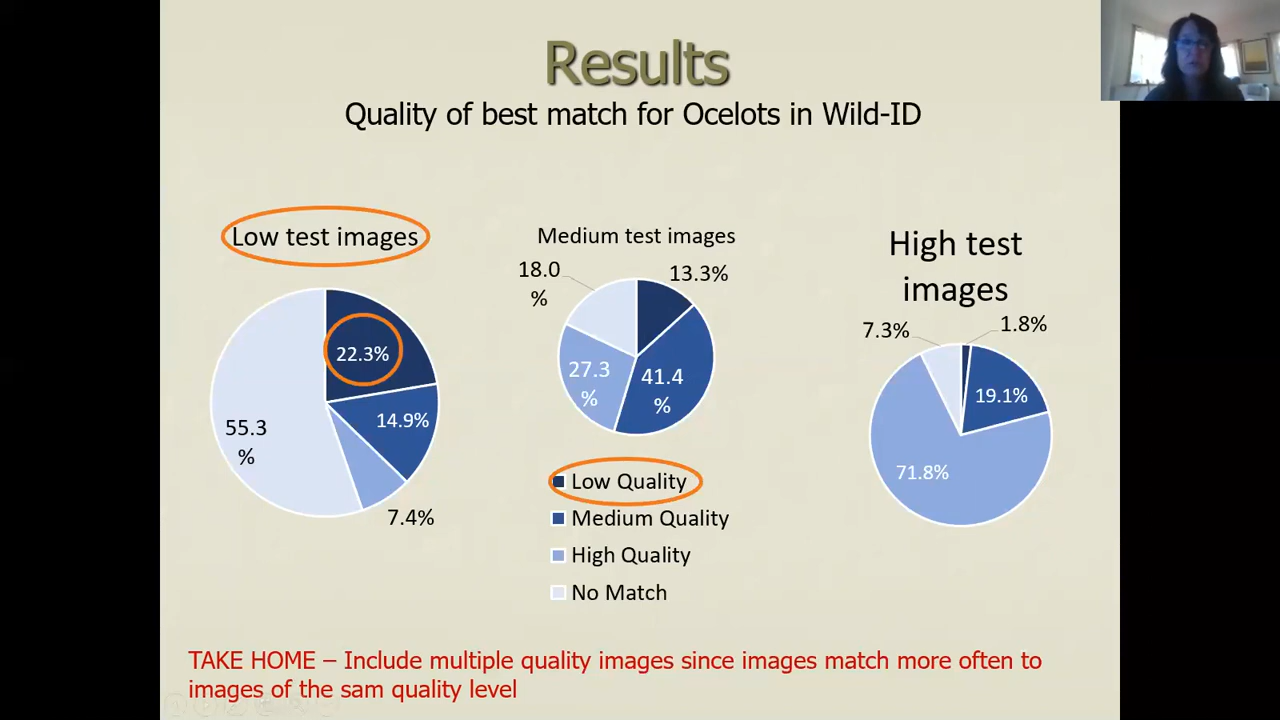 Results
Quality of best match for Ocelots in Wild-ID
Low test images
22.3%
14.9%
7.4%
55.3
%
Medium test images
18.0
%
13.3%
27.3
%
41.4
%
Low Quality
Medium Quality
High Quality
No Match
High test
images
7.3%
1.8%
19.1%
71.8%
TAKE HOME – Include multiple quality images since images match more often to
images of the sam quality level